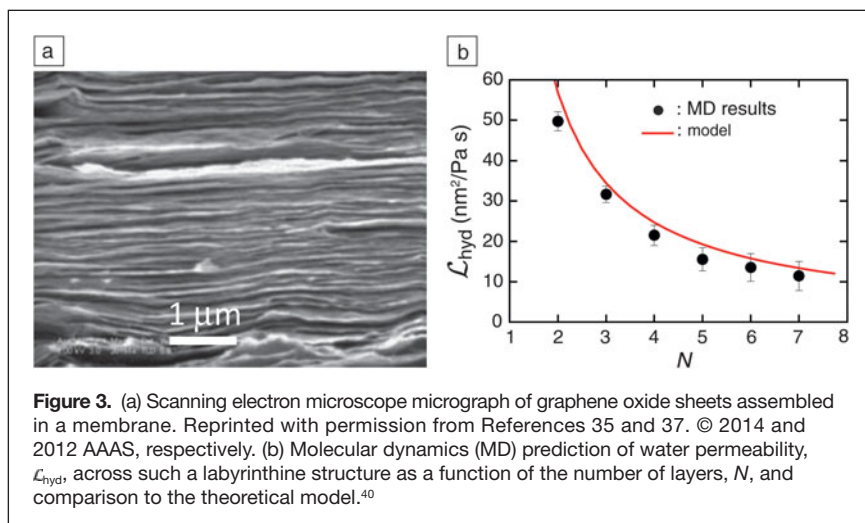 a
1 μm
b
60
50
40
30
20
10
0
ℒhyd (nm²/Pa s)
● : MD results
— : model
1 2 3 4 5 6 7 8
N
Figure 3. (a) Scanning electron microscope micrograph of graphene oxide sheets assembled
in a membrane. Reprinted with permission from References 35 and 37. © 2014 and
2012 AAAS, respectively. (b) Molecular dynamics (MD) prediction of water permeability,
ℒhyd, across such a labyrinthine structure as a function of the number of layers, N, and
comparison to the theoretical model.⁴⁰